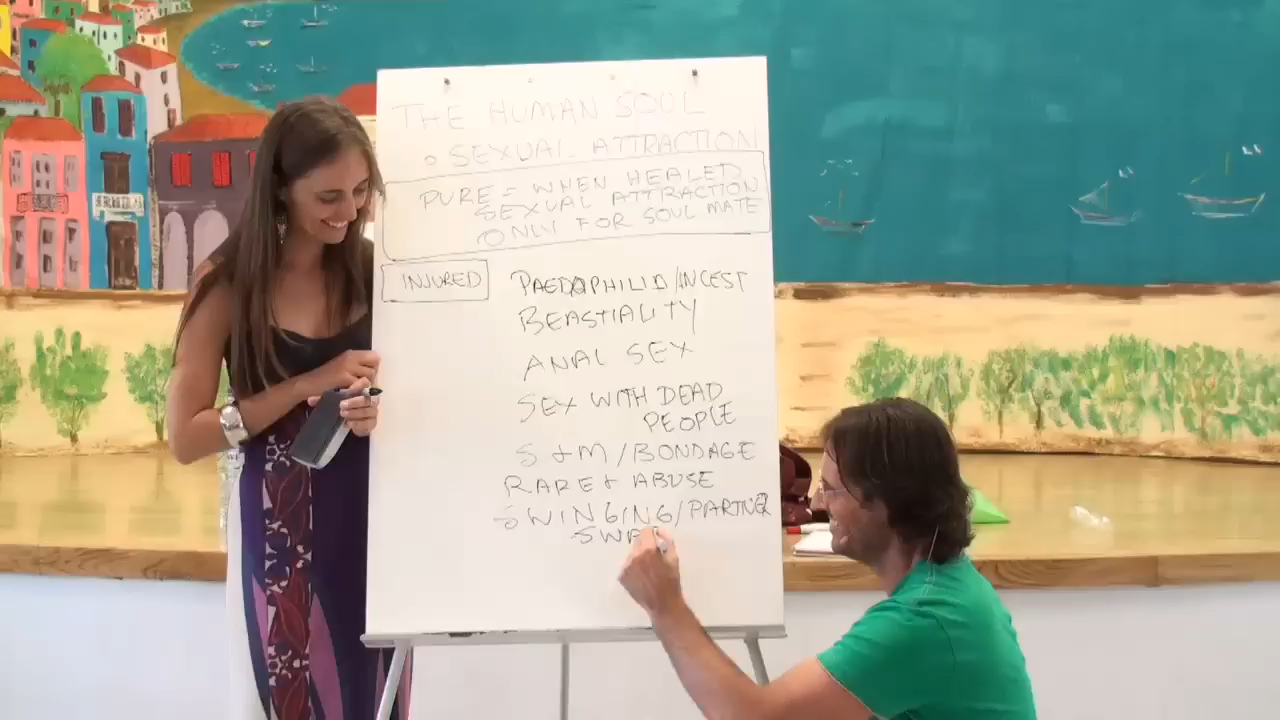 THE HUMAN SOUL
o SEXUAL ATTRACTION
PURE = WHEN HEALED
SEXUAL ATTRACTION
ONLY FOR SOUL MATE
INJURED
PAEDOPHILIA/INCEST
BEASTIALITY
ANAL SEX
SEX WITH DEAD
PEOPLE
S+M/BONDAGE
RAPE + ABUSE
SWINGING/PARTNER
SWA